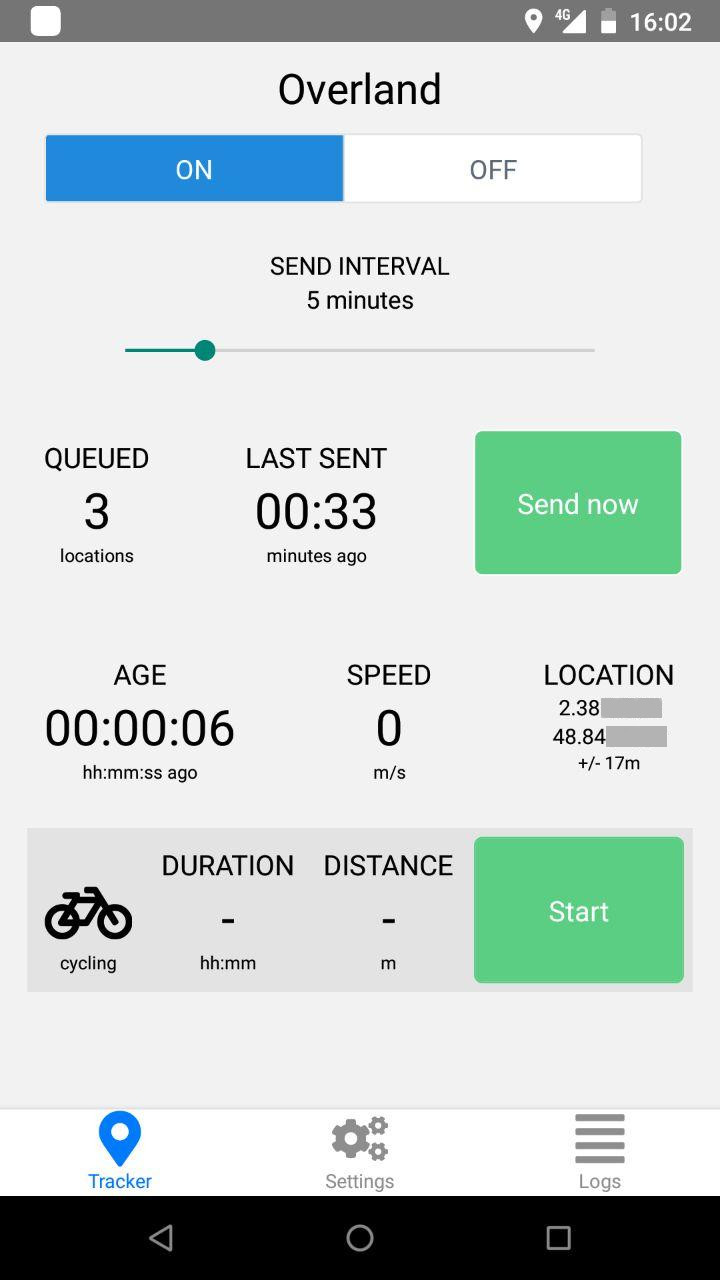 4G 16:02
Overland
ON OFF
SEND INTERVAL
5 minutes
QUEUED LAST SENT
3 00:33 Send now
locations minutes ago
AGE SPEED LOCATION
00:00:06 0 2.38
48.84
hh:mm:ss ago m/s +/- 17m
DURATION DISTANCE
- - Start
cycling hh:mm m
Tracker Settings Logs